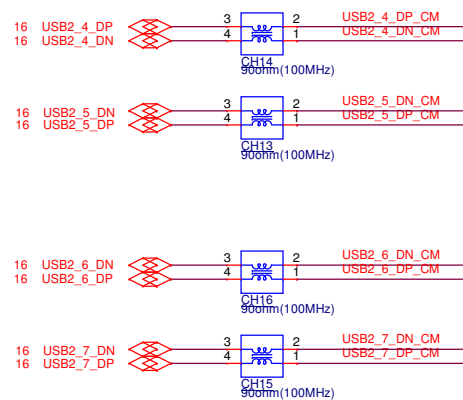 16 USB2_4_DP 3 2 USB2_4_DP_CM
16 USB2_4_DN 4 1 USB2_4_DN_CM
CH14
90ohm(100MHz)
16 USB2_5_DN 3 2 USB2_5_DN_CM
16 USB2_5_DP 4 1 USB2_5_DP_CM
CH13
90ohm(100MHz)
16 USB2_6_DN 3 2 USB2_6_DN_CM
16 USB2_6_DP 4 1 USB2_6_DP_CM
CH16
90ohm(100MHz)
16 USB2_7_DN 3 2 USB2_7_DN_CM
16 USB2_7_DP 4 1 USB2_7_DP_CM
CH15
90ohm(100MHz)